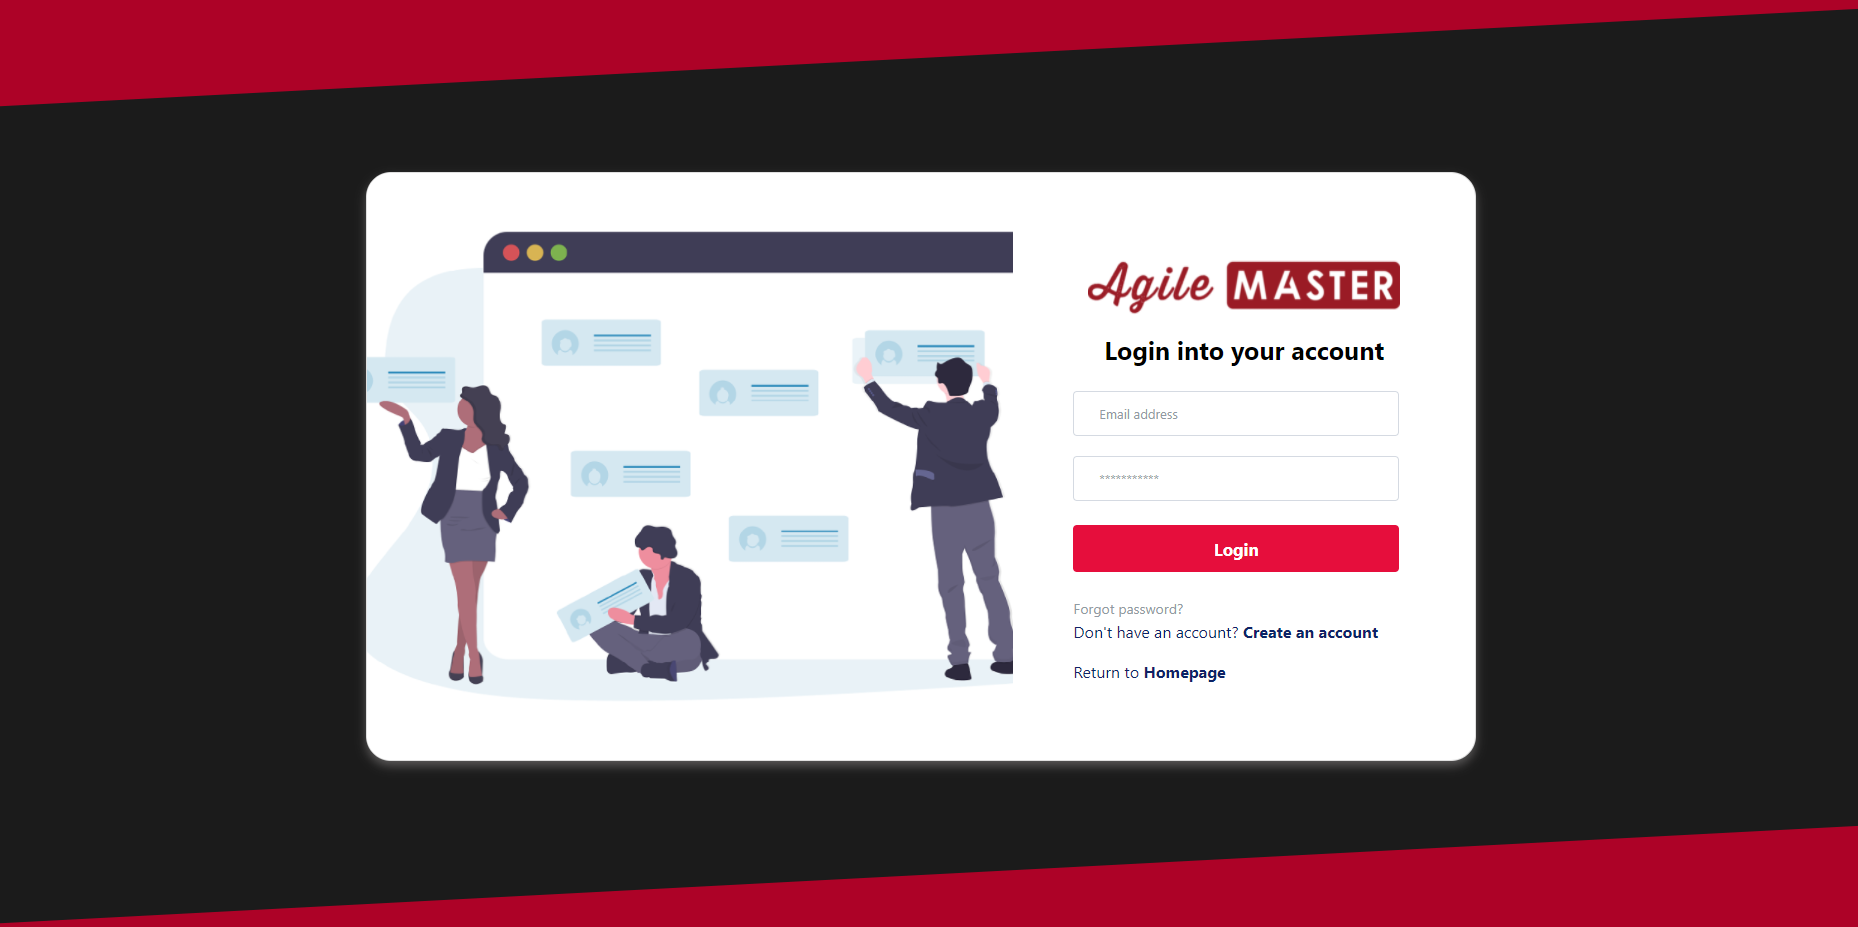 Agile MASTER
Login into your account
Email address
***********
Login
Forgot password?
Don't have an account? Create an account
Return to Homepage